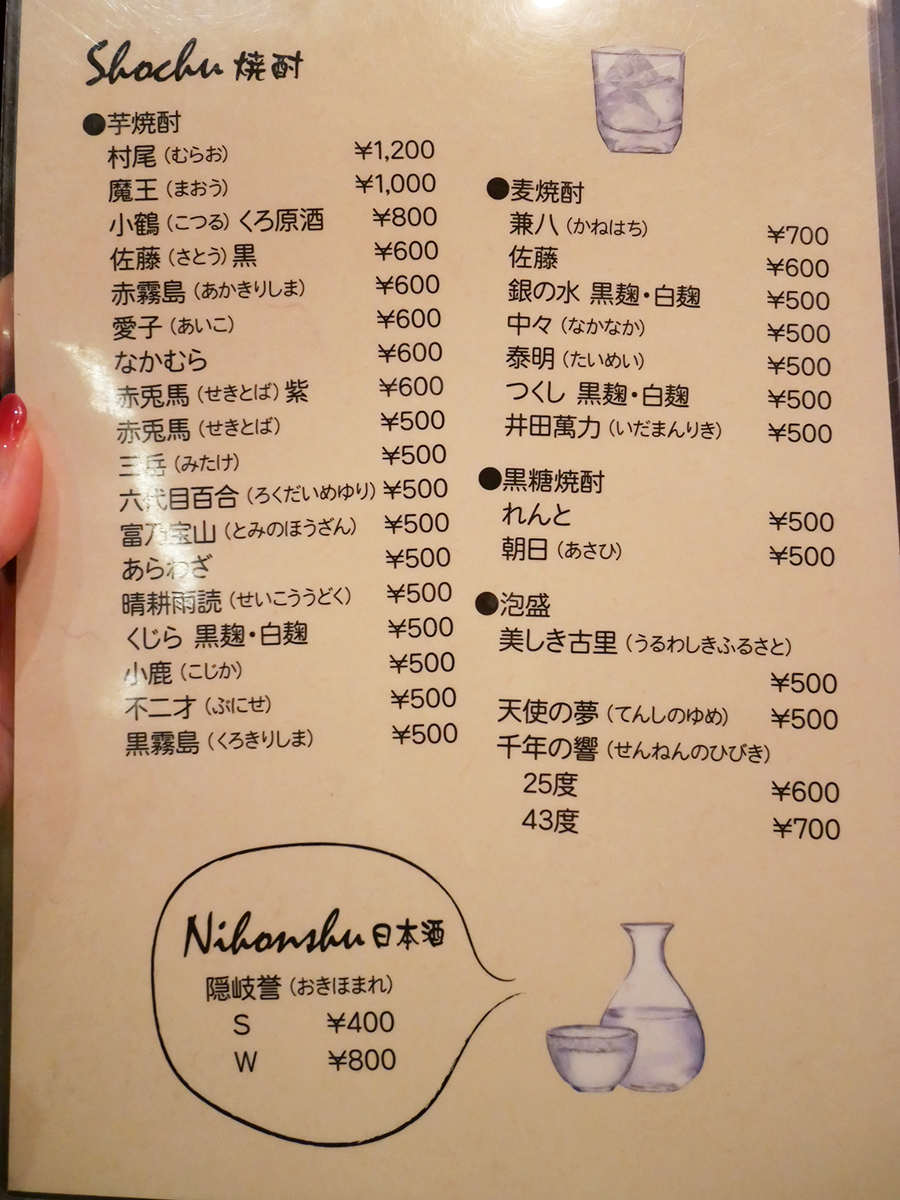 Shochu 焼酎
●芋焼酎
村尾（むらお） ¥1,200
魔王（まおう） ¥1,000
小鶴（こつる）くろ原酒 ¥800
佐藤（さとう）黒 ¥600
赤霧島（あかきりしま） ¥600
愛子（あいこ） ¥600
なかむら ¥600
赤兎馬（せきとば）紫 ¥600
赤兎馬（せきとば） ¥500
三岳（みたけ） ¥500
六代目百合（ろくだいめゆり） ¥500
富乃宝山（とみのほうざん） ¥500
あらわざ ¥500
晴耕雨読（せいこううどく） ¥500
くじら 黒麹・白麹 ¥500
小鹿（こじか） ¥500
不二才（ぶにせ） ¥500
黒霧島（くろきりしま） ¥500
●麦焼酎
兼八（かねはち） ¥700
佐藤 ¥600
銀の水 黒麹・白麹 ¥500
中々（なかなか） ¥500
泰明（たいめい） ¥500
つくし 黒麹・白麹 ¥500
井田萬力（いだまんりき） ¥500
●黒糖焼酎
れんと ¥500
朝日（あさひ） ¥500
●泡盛
美しき古里（うるわしきふるさと）
¥500
天使の夢（てんしのゆめ） ¥500
千年の響（せんねんのひびき）
25度 ¥600
43度 ¥700
Nihonshu 日本酒
隠岐誉（おきほまれ）
S ¥400
W ¥800